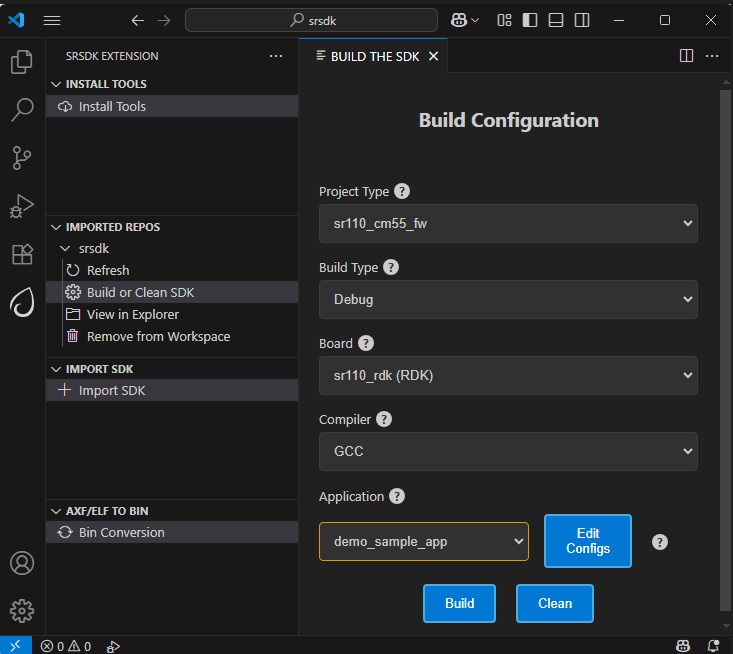 srsdk
SRSDK EXTENSION
BUILD THE SDK
INSTALL TOOLS
Install Tools
IMPORTED REPOS
srsdk
Refresh
Build or Clean SDK
View in Explorer
Remove from Workspace
IMPORT SDK
Import SDK
AXF/ELF TO BIN
Bin Conversion
Build Configuration
Project Type ?
sr110_cm55_fw
Build Type ?
Debug
Board ?
sr110_rdk (RDK)
Compiler ?
GCC
Application ?
demo_sample_app
Edit
Configs
?
Build
Clean
0 0